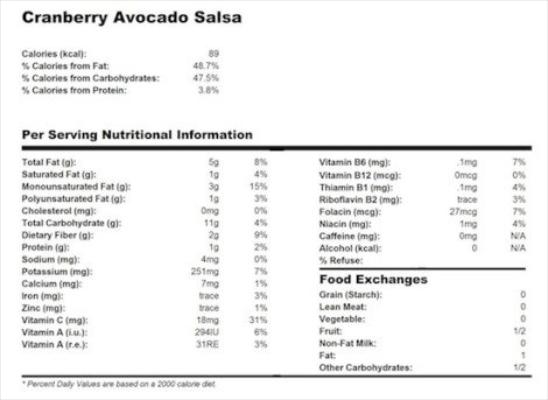 Cranberry Avocado Salsa
Calories (kcal): 89
% Calories from Fat: 48.7%
% Calories from Carbohydrates: 47.5%
% Calories from Protein: 3.8%
Per Serving Nutritional Information
Total Fat (g): 5g 8%
Saturated Fat (g): 1g 4%
Monounsaturated Fat (g): 3g 15%
Polyunsaturated Fat (g): 1g 3%
Cholesterol (mg): 0mg 0%
Total Carbohydrate (g): 11g 4%
Dietary Fiber (g): 2g 9%
Protein (g): 1g 2%
Sodium (mg): 4mg 0%
Potassium (mg): 251mg 7%
Calcium (mg): 7mg 1%
Iron (mg): trace 3%
Zinc (mg): trace 1%
Vitamin C (mg): 18mg 31%
Vitamin A (i.u.): 294IU 6%
Vitamin A (r.e.): 31RE 3%
Vitamin B6 (mg): .1mg 7%
Vitamin B12 (mcg): 0mcg 0%
Thiamin B1 (mg): .1mg 4%
Riboflavin B2 (mg): trace 3%
Folacin (mcg): 27mcg 7%
Niacin (mg): 1mg 4%
Caffeine (mg): 0mg N/A
Alcohol (kcal): 0 N/A
% Refuse:
Food Exchanges
Grain (Starch): 0
Lean Meat: 0
Vegetable: 0
Fruit: 1/2
Non-Fat Milk: 0
Fat: 1
Other Carbohydrates: 1/2
* Percent Daily Values are based on a 2000 calorie diet.